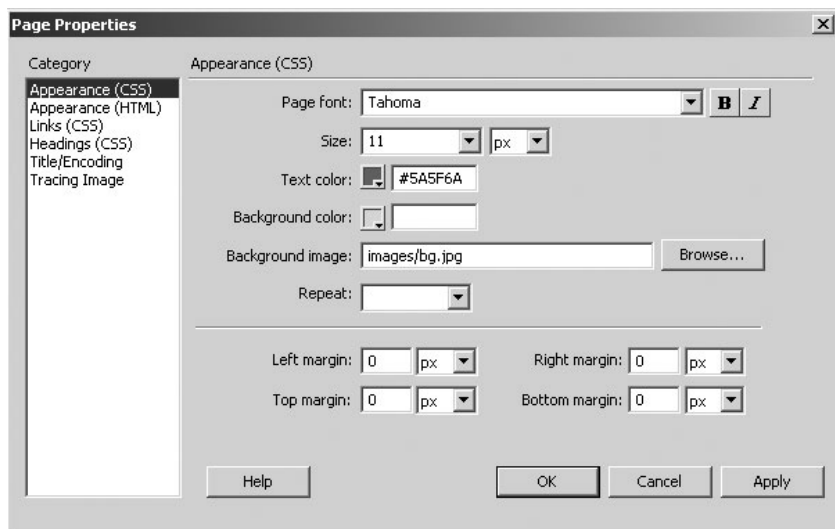 Page Properties
Category
Appearance (CSS)
Appearance (HTML)
Links (CSS)
Headings (CSS)
Title/Encoding
Tracing Image
Appearance (CSS)
Page font: Tahoma B I
Size: 11 px
Text color: #5A5F6A
Background color:
Background image: images/bg.jpg Browse...
Repeat:
Left margin: 0 px Right margin: 0 px
Top margin: 0 px Bottom margin: 0 px
Help OK Cancel Apply